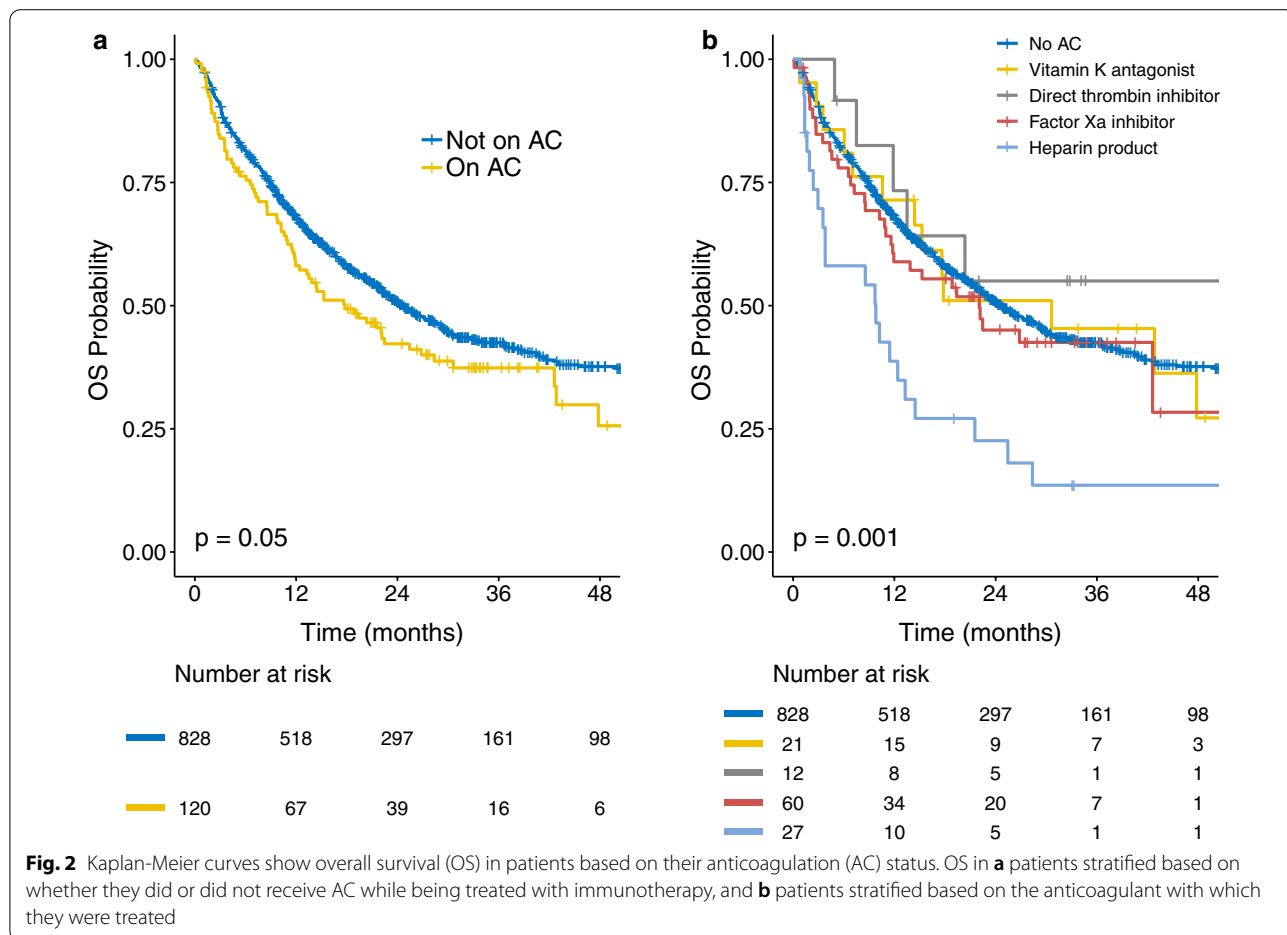 a
1.00
0.75
0.50
0.25
0.00
OS Probability
Not on AC
On AC
p = 0.05
0 12 24 36 48
Time (months)
Number at risk
828 518 297 161 98
120 67 39 16 6
b
1.00
0.75
0.50
0.25
0.00
OS Probability
No AC
Vitamin K antagonist
Direct thrombin inhibitor
Factor Xa inhibitor
Heparin product
p = 0.001
0 12 24 36 48
Time (months)
Number at risk
828 518 297 161 98
21 15 9 7 3
12 8 5 1 1
60 34 20 7 1
27 10 5 1 1
Fig. 2 Kaplan-Meier curves show overall survival (OS) in patients based on their anticoagulation (AC) status. OS in a patients stratified based on
whether they did or did not receive AC while being treated with immunotherapy, and b patients stratified based on the anticoagulant with which
they were treated